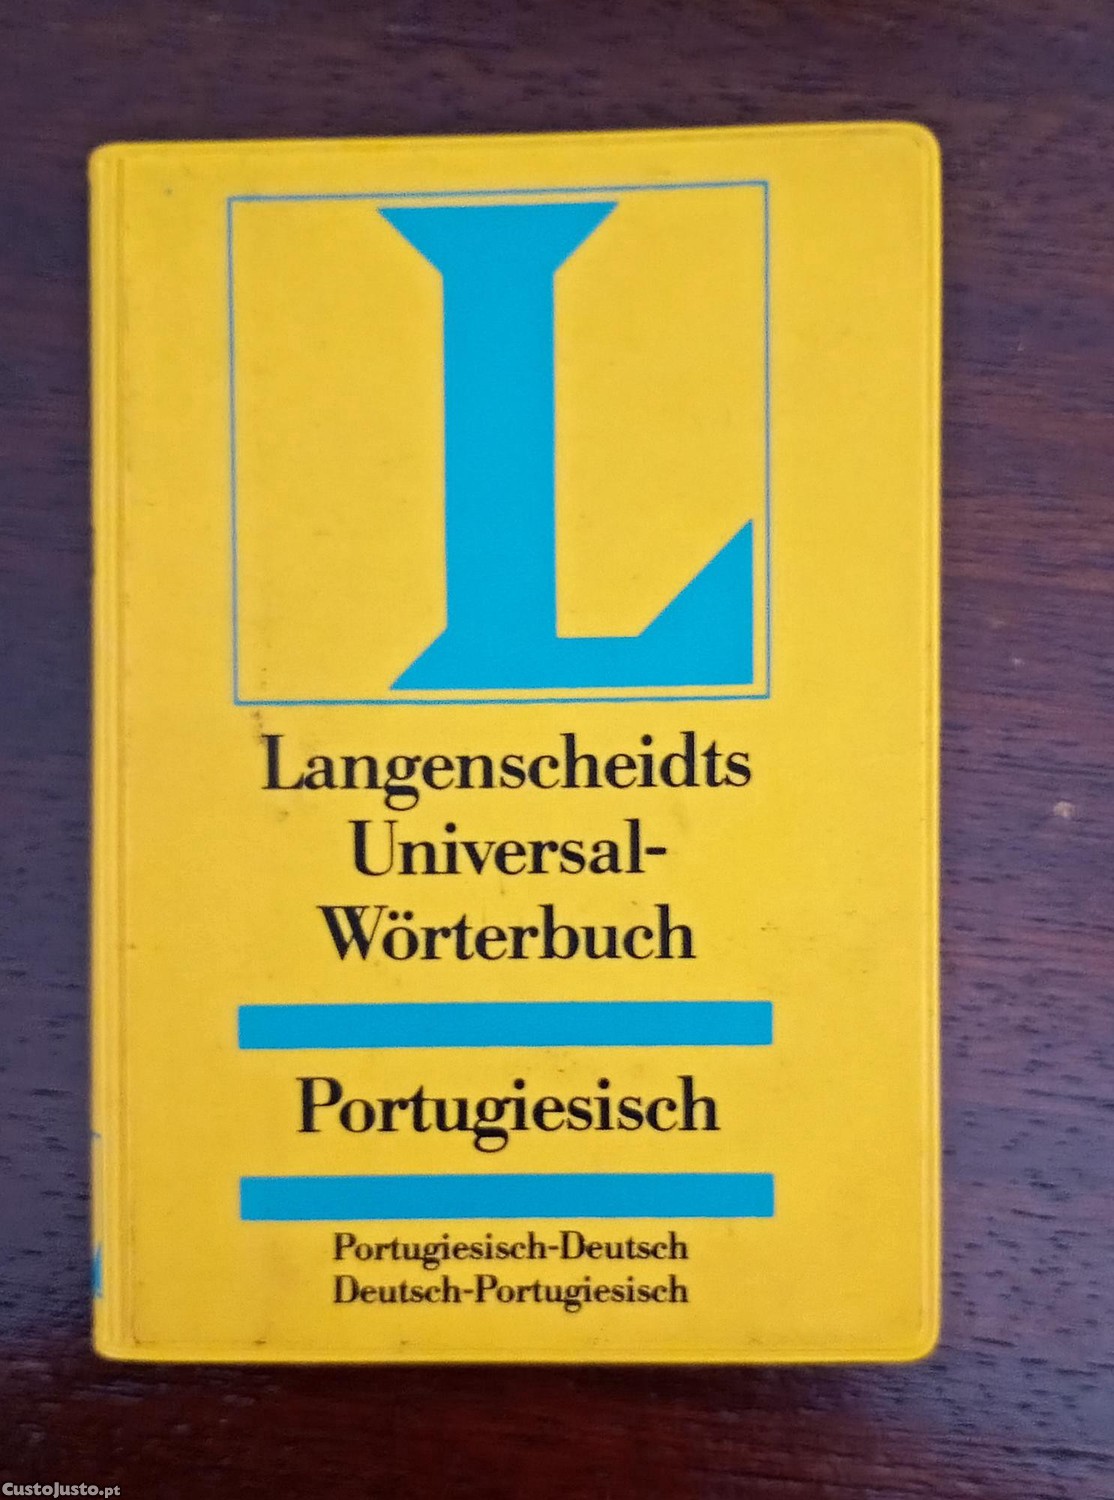 L
Langenscheidts
Universal-
Wörterbuch
Portugiesisch
Portugiesisch-Deutsch
Deutsch-Portugiesisch
CustoJusto.pt